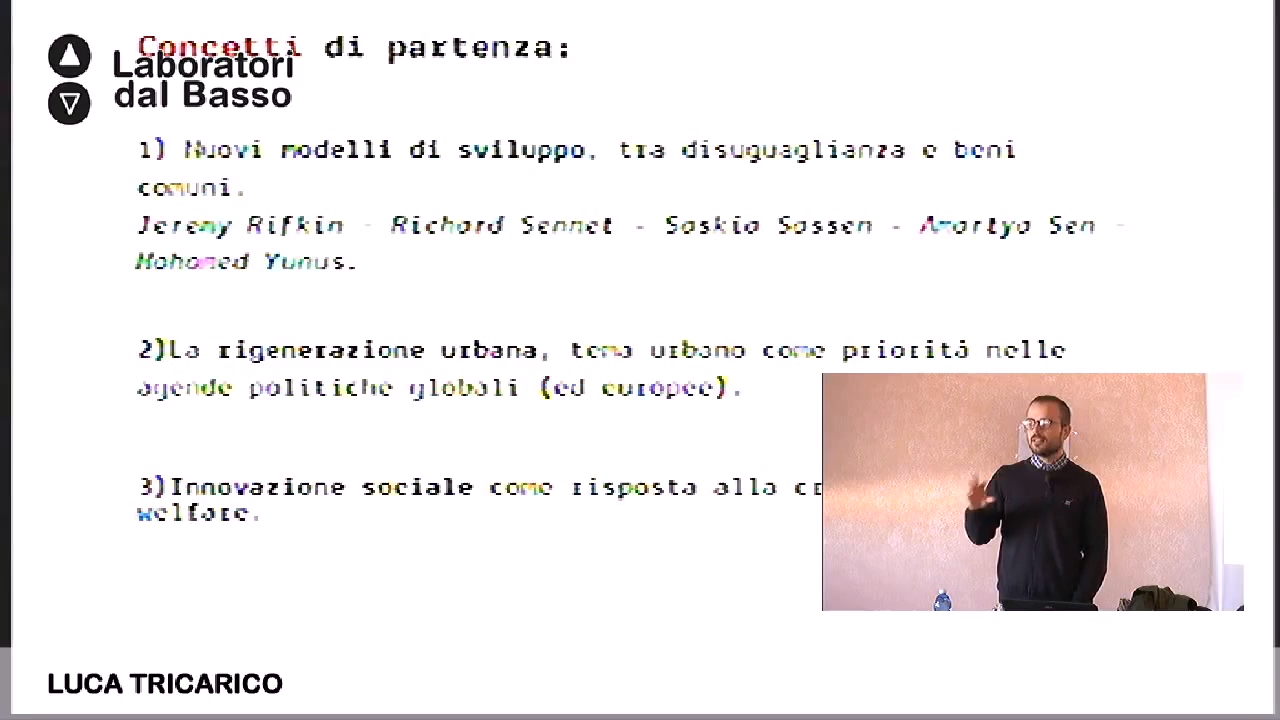 Concetti di partenza:
Laboratori
dal Basso
1) Nuovi modelli di sviluppo, tra disuguaglianza e beni
comuni.
Jeremy Rifkin - Richard Sennet - Saskia Sassen - Amartya Sen -
Mohamed Yunus.
2)La rigenerazione urbana, tema urbano come priorità nelle
agende politiche globali (ed europee).
3)Innovazione sociale come risposta alla cr
welfare.
LUCA TRICARICO